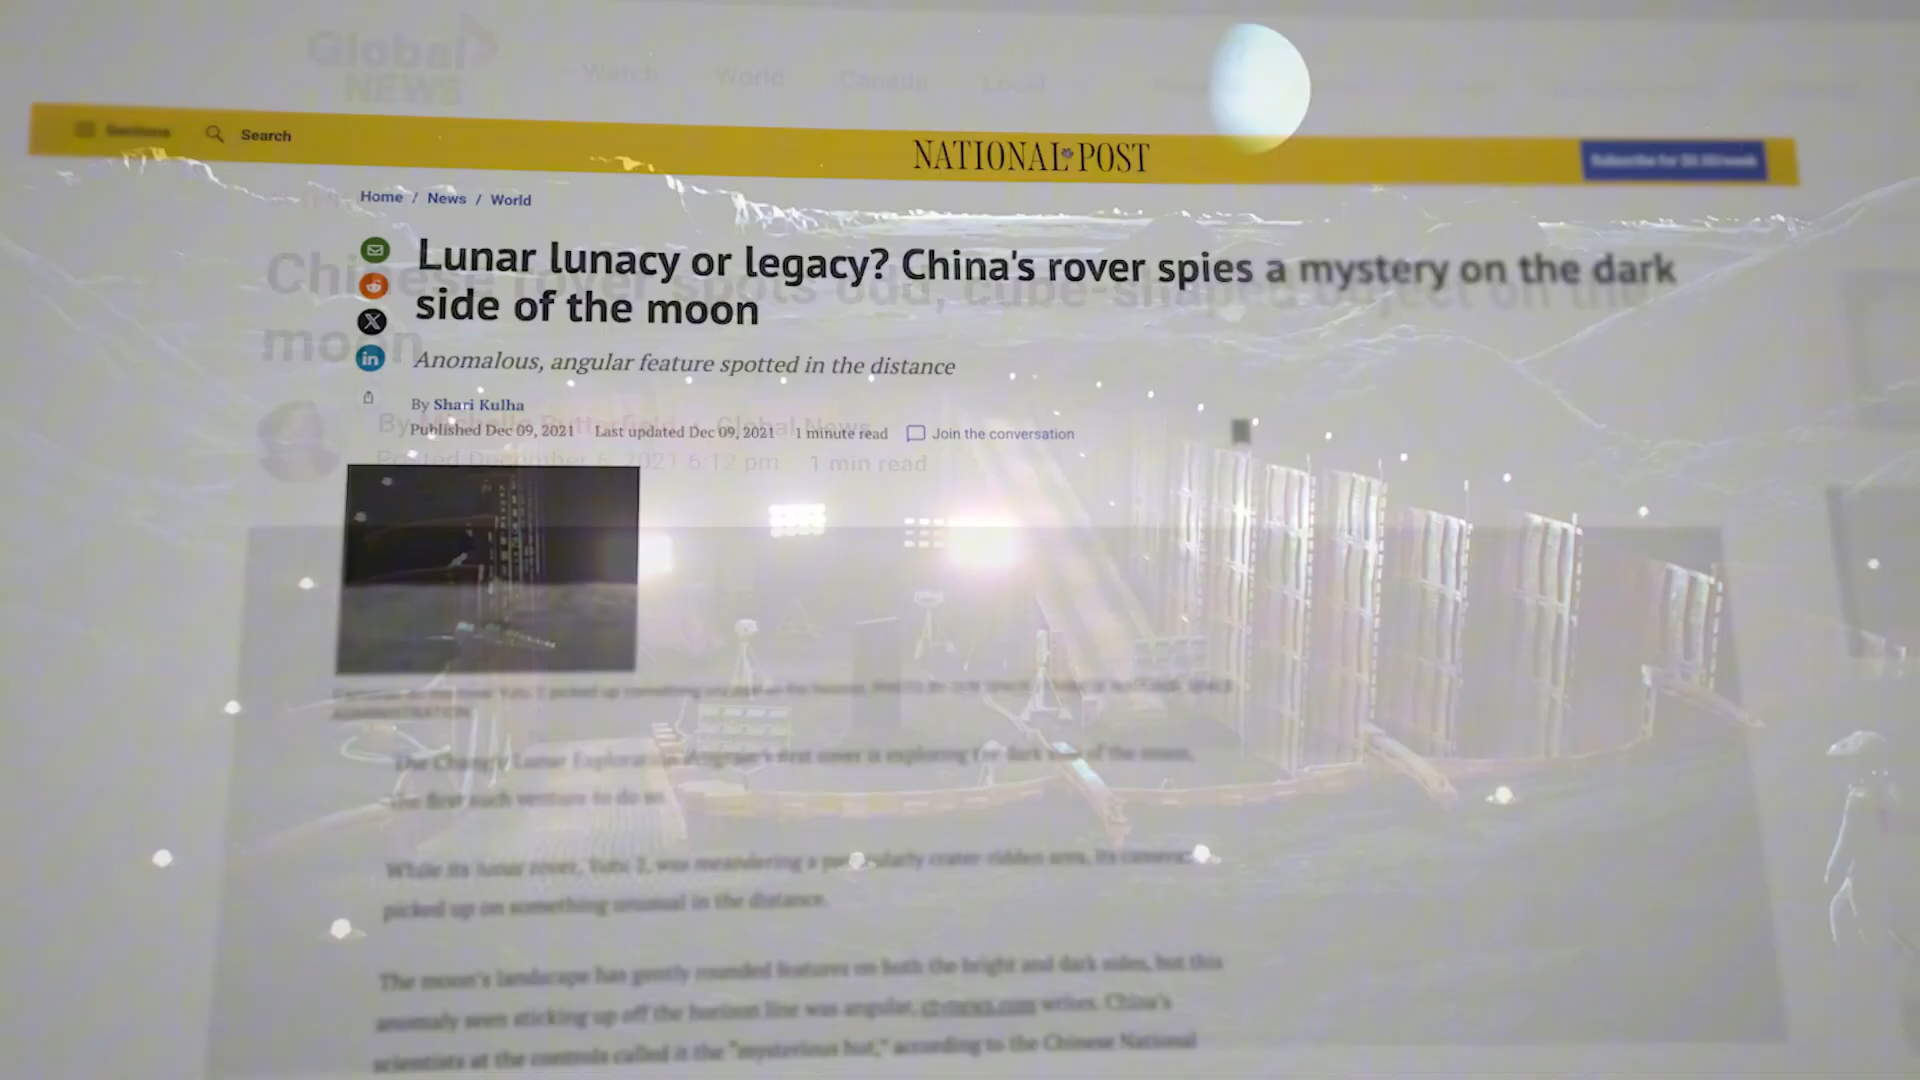 Global
NEWS
Watch World Canada Local
Sections Search NATIONAL POST Subscribe for
Home / News / World
Lunar lunacy or legacy? China's rover spies a mystery on the dark
side of the moon
Chinese rover spots odd, cube-shaped object on the
moon
Anomalous, angular feature spotted in the distance
By Shari Kulha
Published Dec 09, 2021 Last updated Dec 09, 2021 1 minute read Join the conversation
By Michelle Butterfield Global News
Posted December 6, 2021 6:12 pm 1 min read
ADMINISTRATION
The Chang'e Lunar Exploration Program's first rover is exploring the dark side of the moon,
the first such venture to do so.
While its lunar rover, Yutu 2, was meandering a particularly crater-ridden area, its cameras
picked up on something unusual in the distance.
The moon's landscape has gently rounded features on both the bright and dark sides, but this
anomaly seen sticking up off the horizon line was angular, ctvnews.com writes. China's
scientists at the controls called it the "mysterious hut," according to the Chinese National